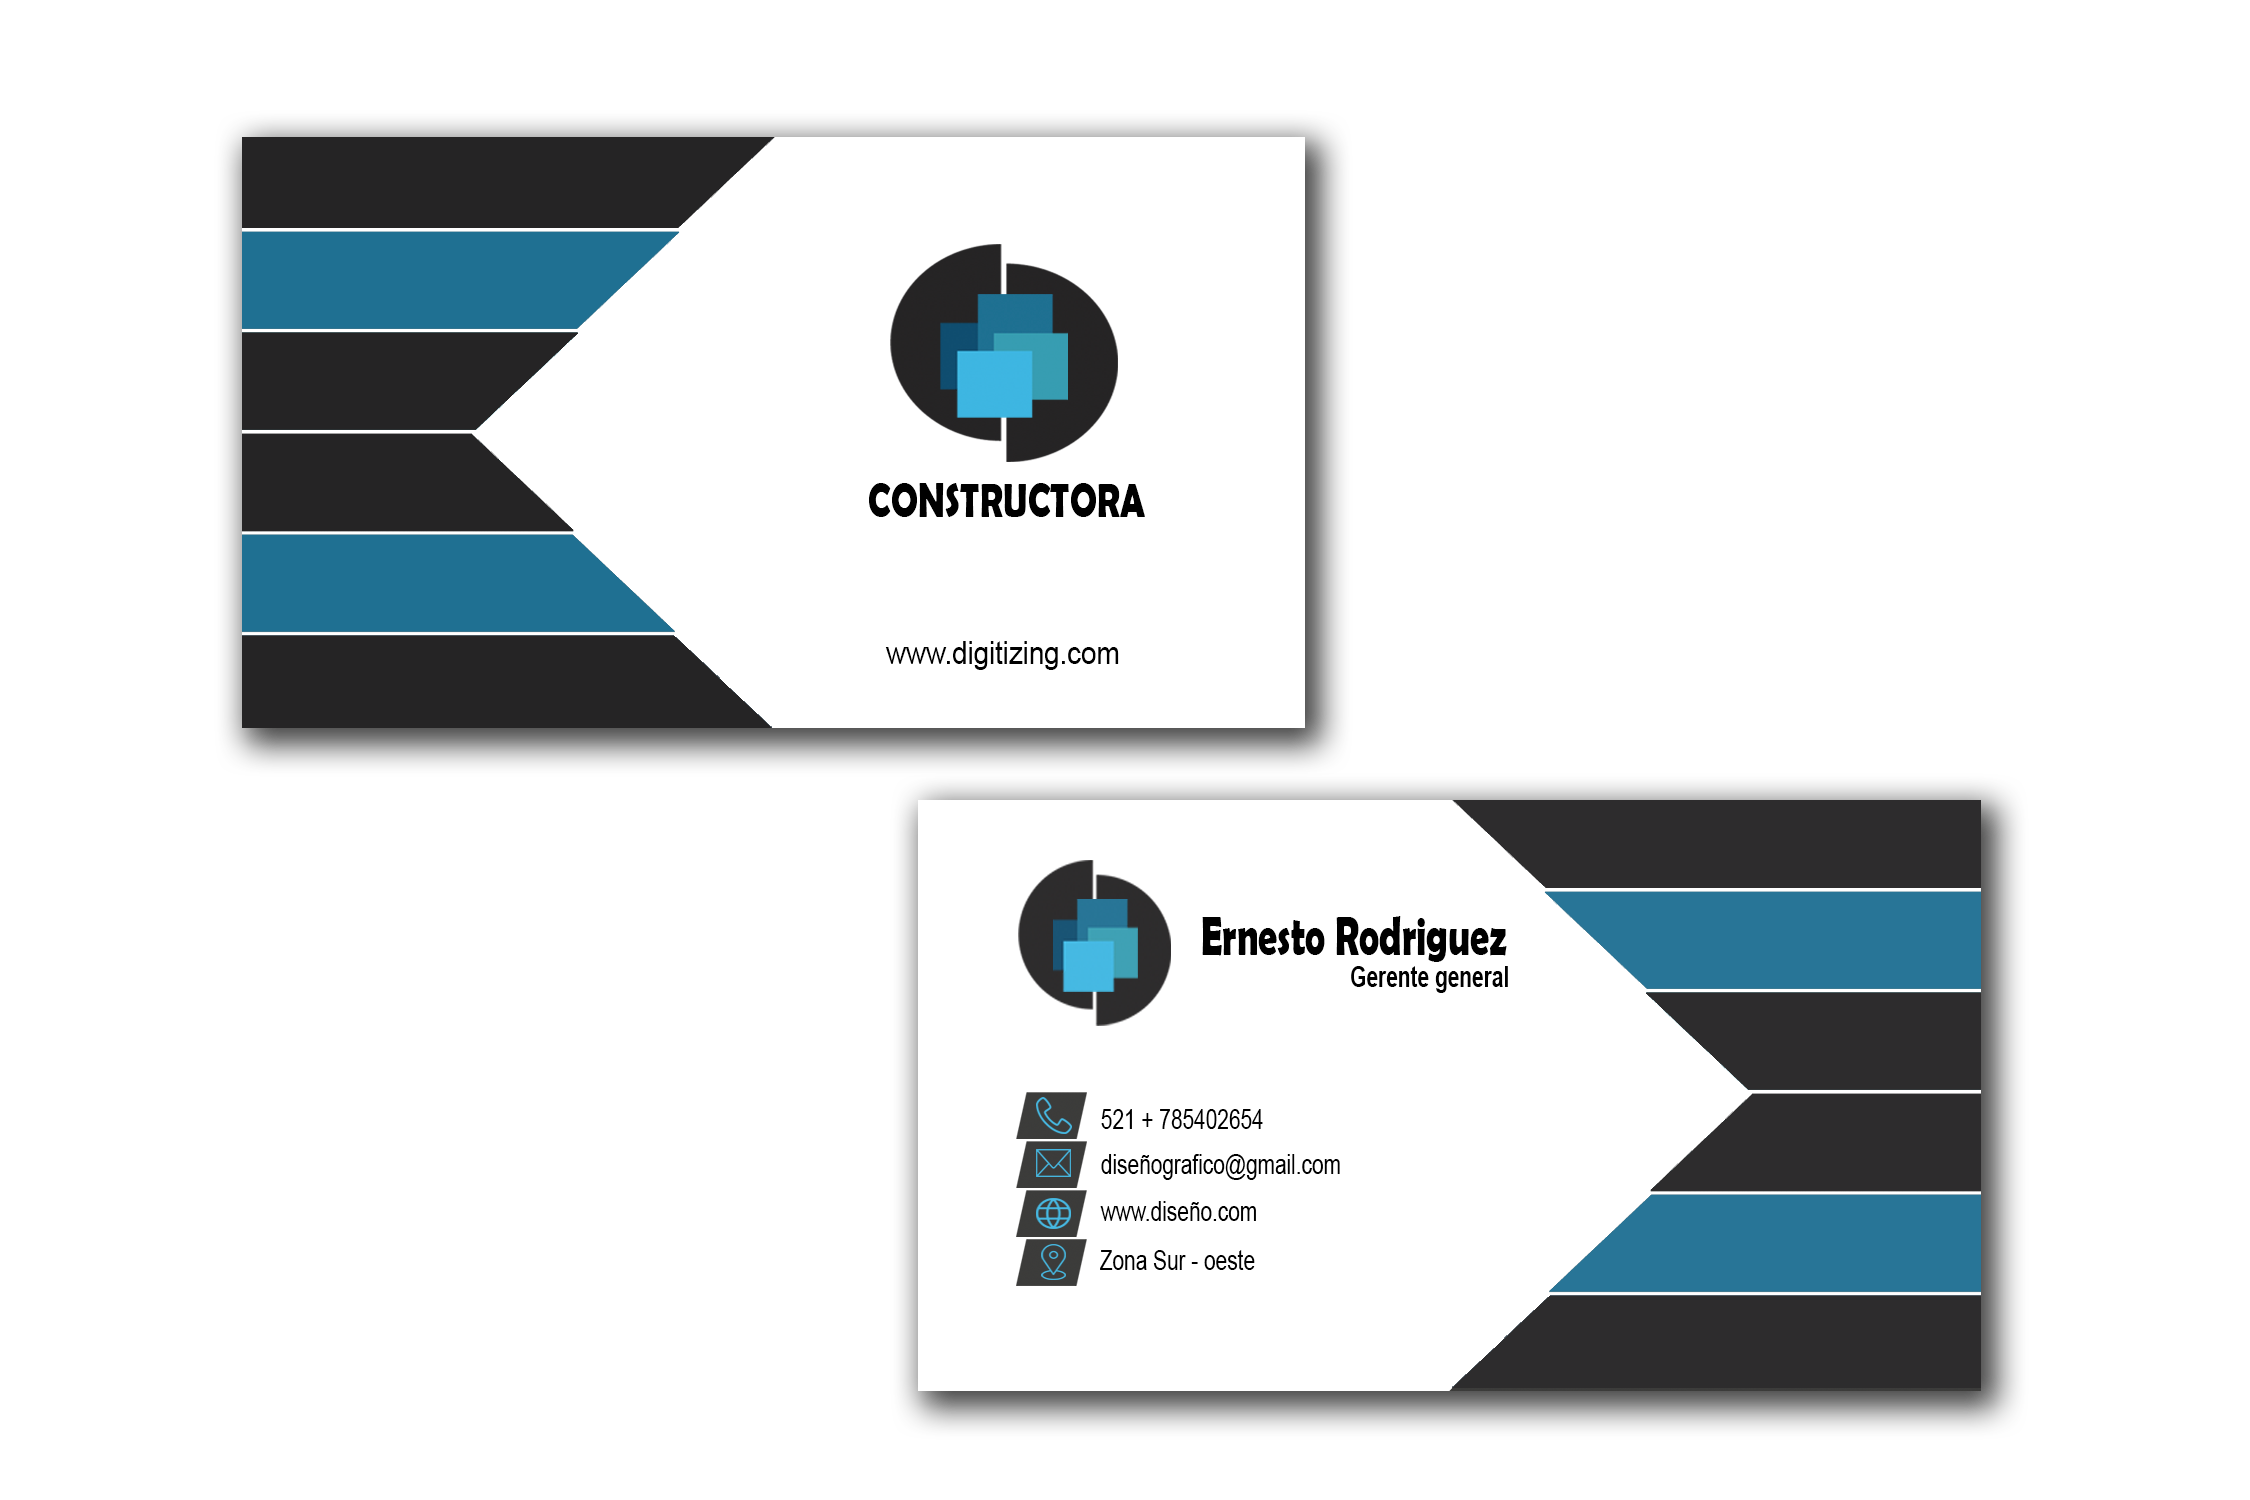 CONSTRUCTORA
www.digitizing.com
Ernesto Rodriguez
Gerente general
521 + 785402654
diseñografico@gmail.com
www.diseño.com
Zona Sur - oeste